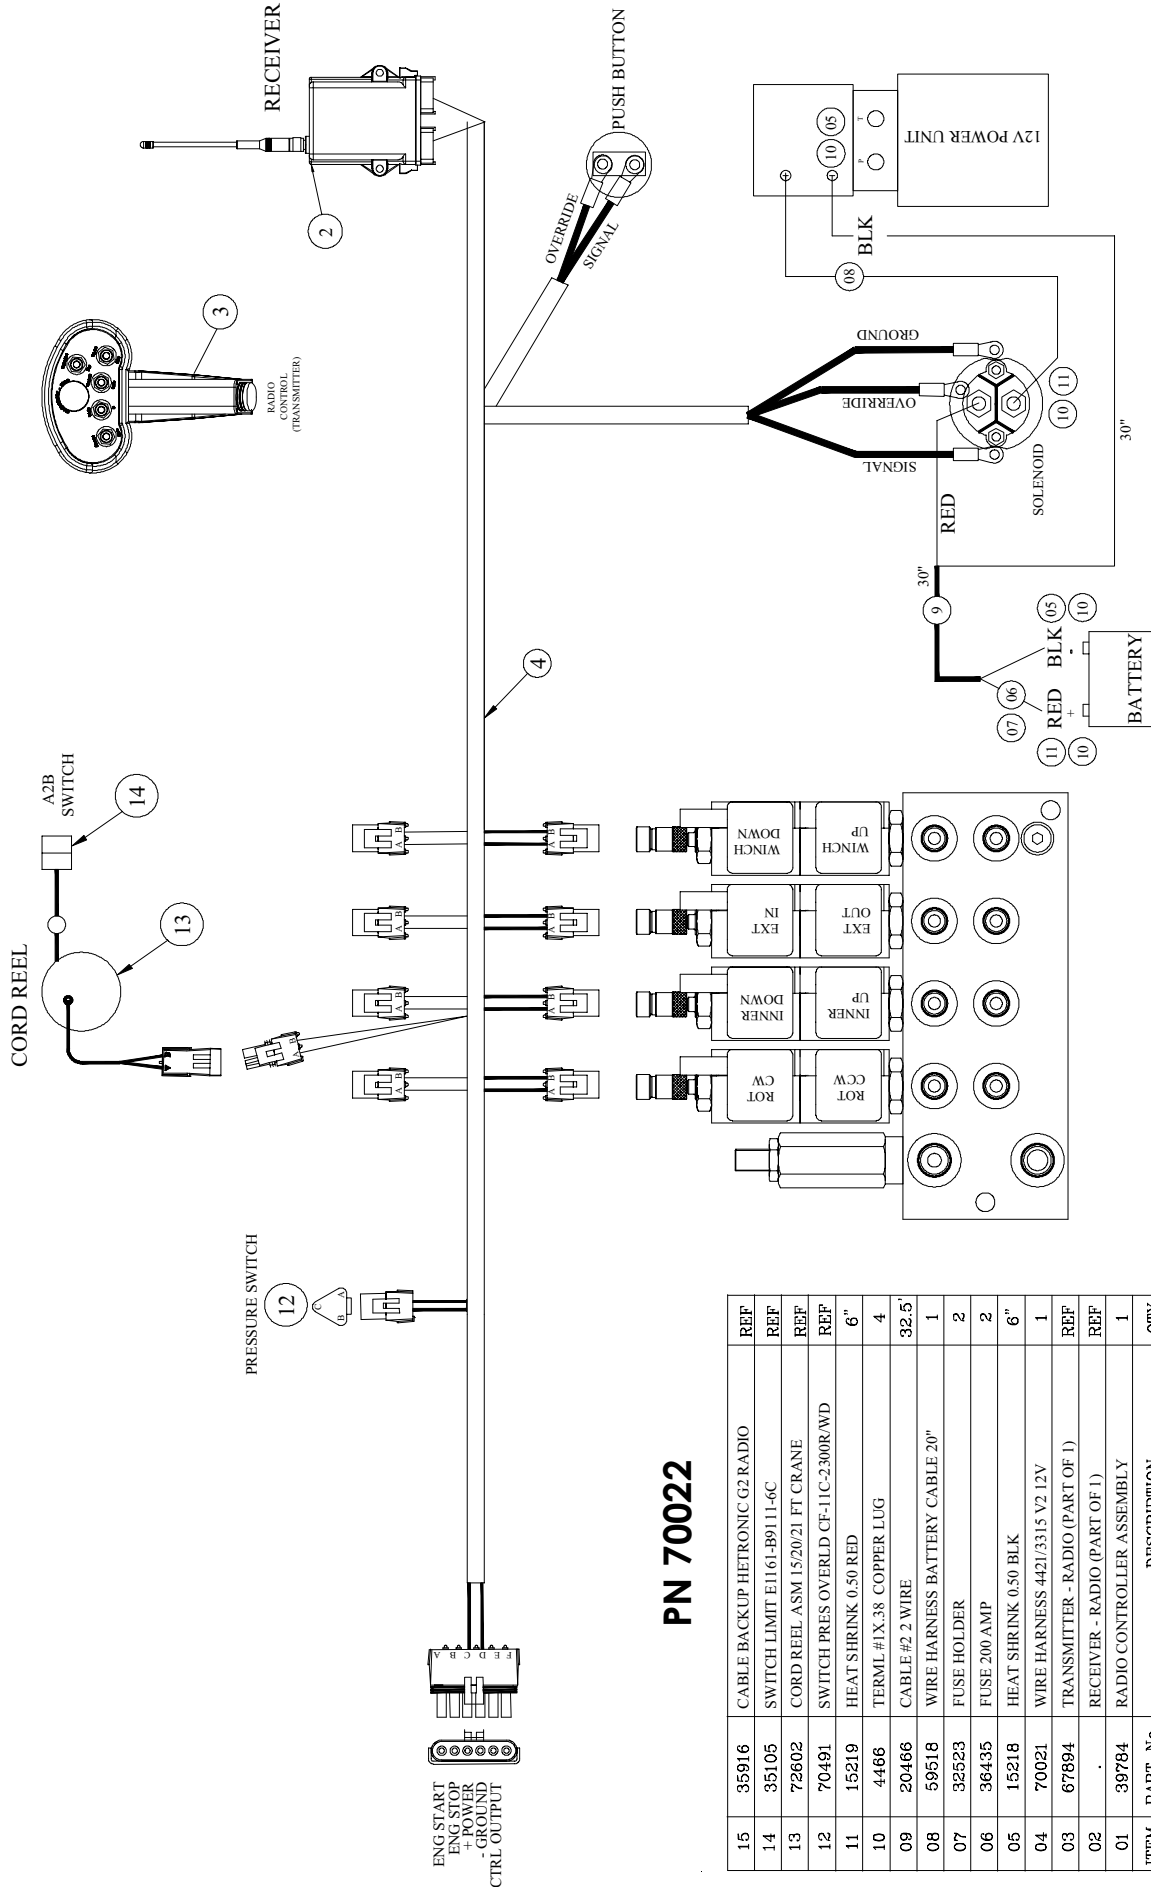 RECEIVER
2
3
RADIO
CONTROL
(TRANSMITTER)
PUSH BUTTON
OVERRIDE
SIGNAL
12V POWER UNIT
P
T
10
05
BLK
08
GROUND
OVERRIDE
SIGNAL
SOLENOID
10
11
RED
30"
30"
9
4
06
07
RED
BLK
+
-
05
10
11
10
BATTERY
A2B
SWITCH
14
CORD REEL
13
A B
A B
A B
A B
A B
A B
A B
A B
A B
WINCH
DOWN
WINCH
UP
EXT
IN
EXT
OUT
INNER
DOWN
INNER
UP
ROT
CW
ROT
CCW
PRESSURE SWITCH
12
C
B A
A
B
C
D
E
F
ENG START
ENG STOP
+ POWER
- GROUND
CTRL OUTPUT
PN 70022
15 35916 CABLE BACKUP HETRONIC G2 RADIO REF
14 35105 SWITCH LIMIT E1161-B9111-6C REF
13 72602 CORD REEL ASM 15/20/21 FT CRANE REF
12 70491 SWITCH PRES OVERLD CF-11C-2300R/WD REF
11 15219 HEAT SHRINK 0.50 RED 6"
10 4466 TERML #1X.38 COPPER LUG 4
09 20466 CABLE #2 2 WIRE 32.5'
08 59518 WIRE HARNESS BATTERY CABLE 20" 1
07 32523 FUSE HOLDER 2
06 36435 FUSE 200 AMP 2
05 15218 HEAT SHRINK 0.50 BLK 6"
04 70021 WIRE HARNESS 4421/3315 V2 12V 1
03 67894 TRANSMITTER - RADIO (PART OF 1) REF
02 . RECEIVER - RADIO (PART OF 1) REF
01 39784 RADIO CONTROLLER ASSEMBLY 1
ITEM PART No. DESCRIPTION QTY